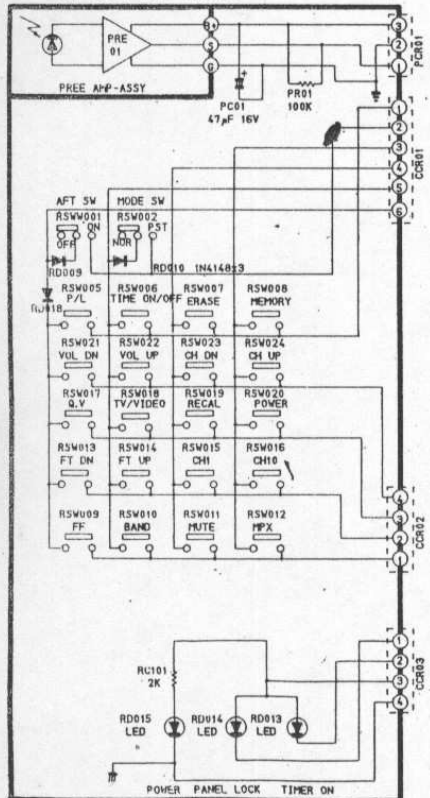 B+
3
PRE
01
S
2
G
1
PREE AMP-ASSY
PCR01
PC01
47µF 16V
PR01
100K
1
2
3
4
5
6
CCR01
AFT SW
MODE SW
RSWW001
ON
RSW002
PST
OFF
NOR
RD009
RD010 1N4148±3
RD018
RSW005
P/L
RSW006
TIME ON/OFF
RSW007
ERASE
RSW008
MEMORY
RSW021
VOL DN
RSW022
VOL UP
RSW023
CH DN
RSW024
CH UP
RSW017
Q.V
RSW018
TV/VIDEO
RSW019
RECAL
RSW020
POWER
RSW013
FT DN
RSW014
FT UP
RSW015
CH1
RSW016
CH10
RSW009
FF
RSW010
BAND
RSW011
MUTE
RSW012
MPX
4
3
2
1
CCR02
1
2
3
4
CCR03
RC101
2K
RD015
LED
RD014
LED
RD013
LED
POWER PANEL LOCK TIMER ON